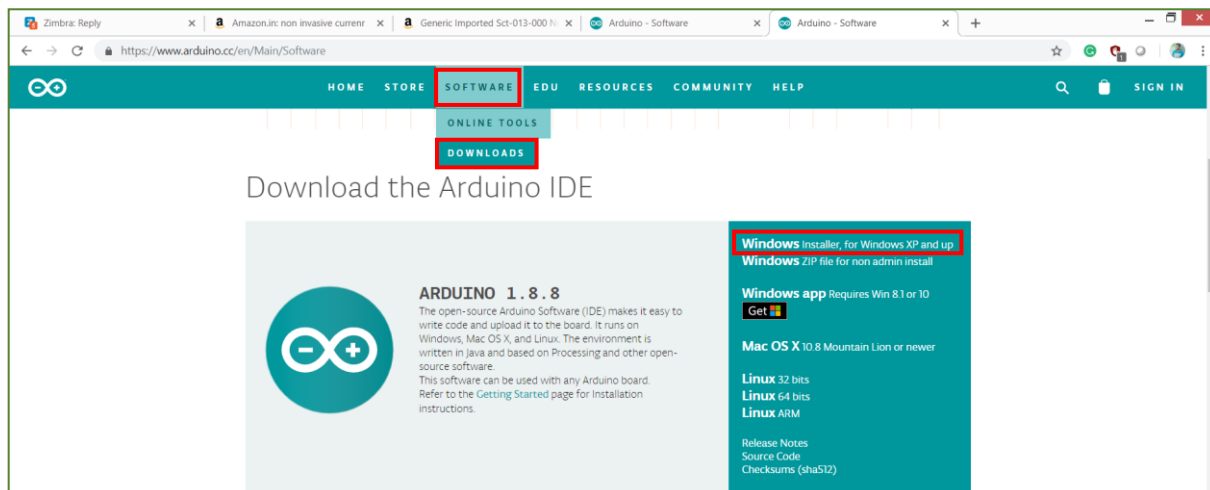 Zimbra: Reply
Amazon.in: non invasive currenr
Generic Imported Sct-013-000 N
Arduino - Software
Arduino - Software
https://www.arduino.cc/en/Main/Software
HOME STORE SOFTWARE EDU RESOURCES COMMUNITY HELP
SIGN IN
ONLINE TOOLS
DOWNLOADS
Download the Arduino IDE
ARDUINO 1.8.8
The open-source Arduino Software (IDE) makes it easy to
write code and upload it to the board. It runs on
Windows, Mac OS X, and Linux. The environment is
written in Java and based on Processing and other open-
source software.
This software can be used with any Arduino board.
Refer to the Getting Started page for Installation
instructions.
Windows Installer, for Windows XP and up
Windows ZIP file for non admin install
Windows app Requires Win 8.1 or 10
Get
Mac OS X 10.8 Mountain Lion or newer
Linux 32 bits
Linux 64 bits
Linux ARM
Release Notes
Source Code
Checksums (sha512)